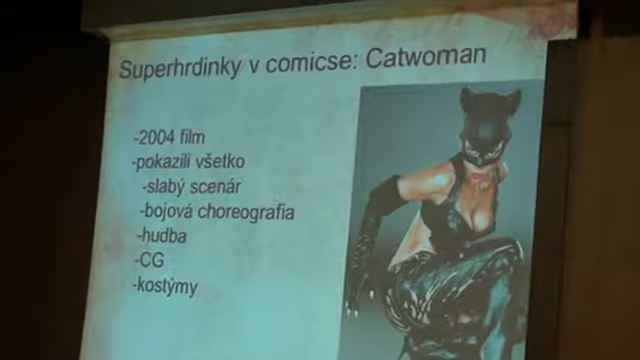 Superhrdinky v comicse: Catwoman
-2004 film
-pokazili všetko
-slabý scenár
-bojová choreografia
-hudba
-CG
-kostýmy